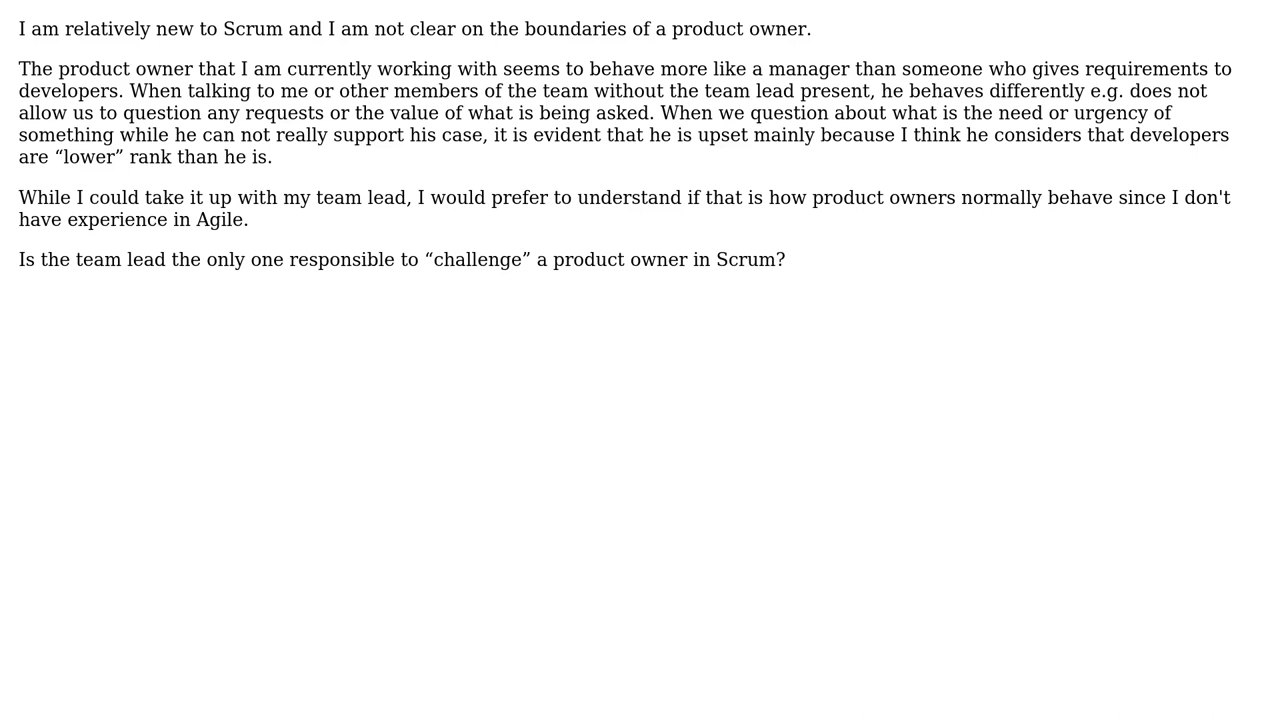 I am relatively new to Scrum and I am not clear on the boundaries of a product owner.
The product owner that I am currently working with seems to behave more like a manager than someone who gives requirements to
developers. When talking to me or other members of the team without the team lead present, he behaves differently e.g. does not
allow us to question any requests or the value of what is being asked. When we question about what is the need or urgency of
something while he can not really support his case, it is evident that he is upset mainly because I think he considers that developers
are “lower” rank than he is.
While I could take it up with my team lead, I would prefer to understand if that is how product owners normally behave since I don't
have experience in Agile.
Is the team lead the only one responsible to “challenge” a product owner in Scrum?